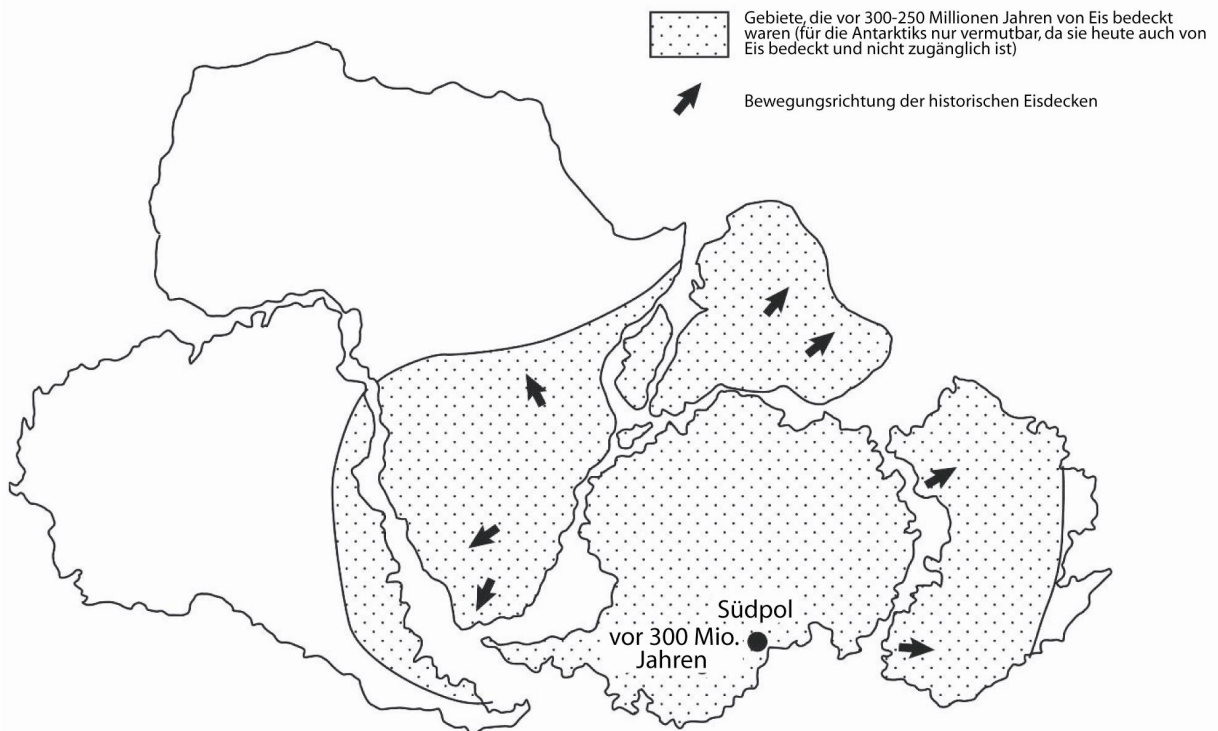 Gebiete, die vor 300-250 Millionen Jahren von Eis bedeckt
waren (für die Antarktiks nur vermutbar, da sie heute auch von
Eis bedeckt und nicht zugänglich ist)
Bewegungsrichtung der historischen Eisdecken
Südpol
vor 300 Mio.
Jahren